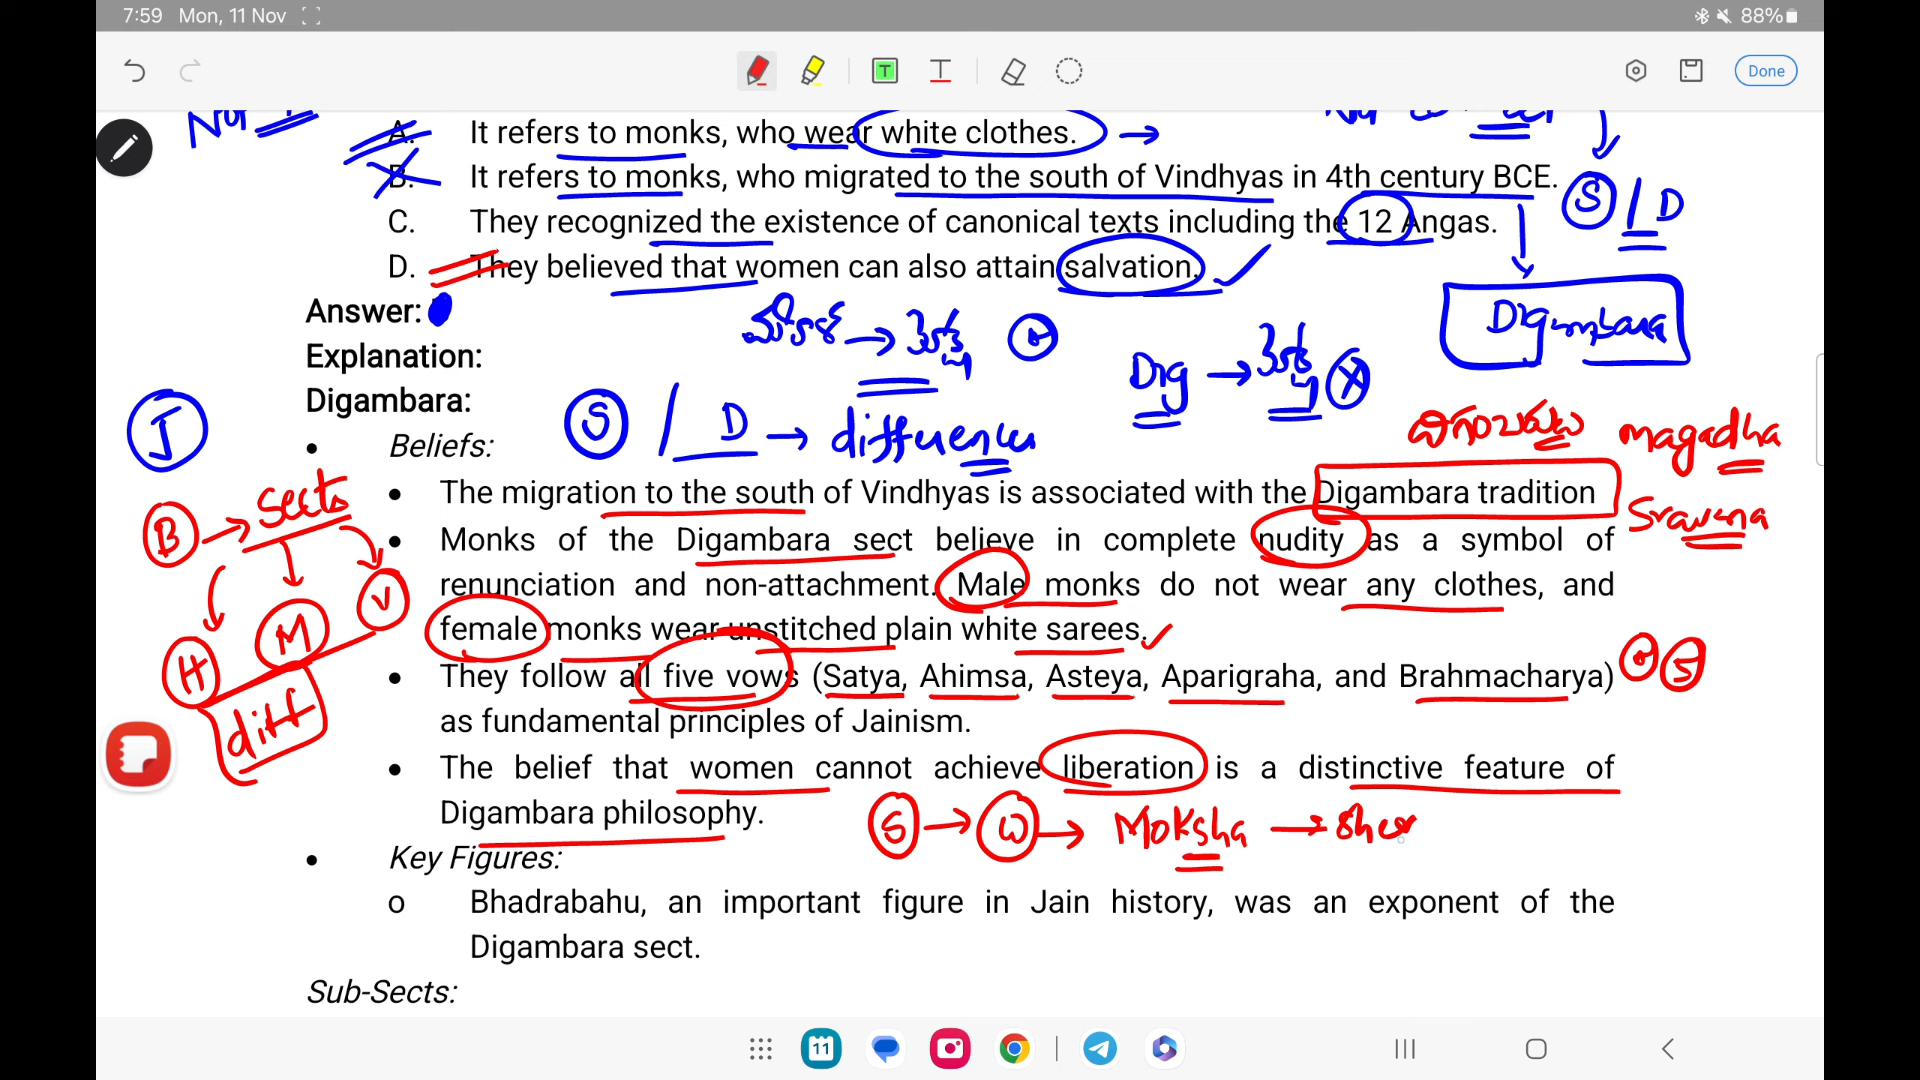 7:59 Mon, 11 Nov
88%
T
T
Done
A. It refers to monks, who wear white clothes.
B. It refers to monks, who migrated to the south of Vindhyas in 4th century BCE.
S / D
C. They recognized the existence of canonical texts including the 12 Angas.
D. They believed that women can also attain salvation.
Answer:
Digambara
Explanation:
Dig
Digambara:
J
S / D → differences
magadha
Beliefs:
B → sects
The migration to the south of Vindhyas is associated with the Digambara tradition
Sravana
Monks of the Digambara sect believe in complete nudity as a symbol of
renunciation and non-attachment. Male monks do not wear any clothes, and
female monks wear unstitched plain white sarees.
H M V
They follow all five vows (Satya, Ahimsa, Asteya, Aparigraha, and Brahmacharya)
S
as fundamental principles of Jainism.
diff
The belief that women cannot achieve liberation is a distinctive feature of
Digambara philosophy.
S → W → Moksha →
Key Figures:
o Bhadrabahu, an important figure in Jain history, was an exponent of the
Digambara sect.
Sub-Sects:
11